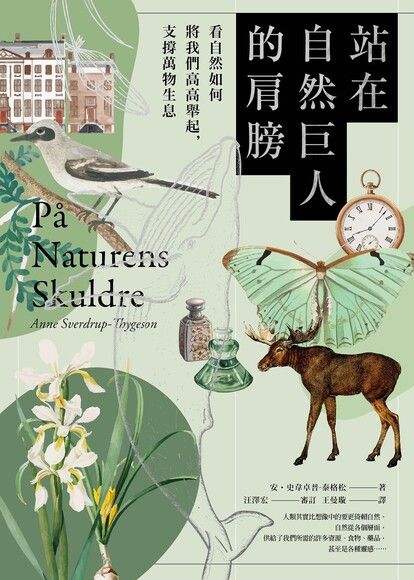 站在
自然巨人
的肩膀
看自然如何
將我們高高舉起，
支撐萬物生息
På
Naturens
Skuldre
Anne Sverdrup-Thygeson
安・史韋卓普-泰格松———著
汪澤宏———審訂 王曼璇———譯
人類其實比想像中的要更倚賴自然。
自然從各個層面，
供給了我們所需的許多資源、食物、藥品，
甚至是各種靈感……